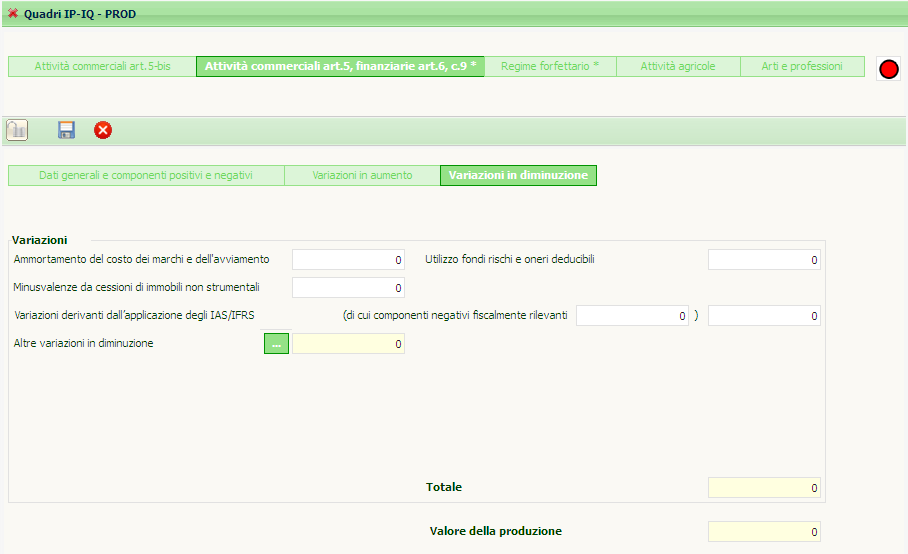 Quadri IP-IQ - PROD
Attività commerciali art.5-bis Attività commerciali art.5, finanziarie art.6, c.9 * Regime forfettario * Attività agricole Arti e professioni
Dati generali e componenti positivi e negativi Variazioni in aumento Variazioni in diminuzione
Variazioni
Ammortamento del costo dei marchi e dell'avviamento 0 Utilizzo fondi rischi e oneri deducibili 0
Minusvalenze da cessioni di immobili non strumentali 0
Variazioni derivanti dall'applicazione degli IAS/IFRS (di cui componenti negativi fiscalmente rilevanti 0 ) 0
Altre variazioni in diminuzione ... 0
Totale 0
Valore della produzione 0